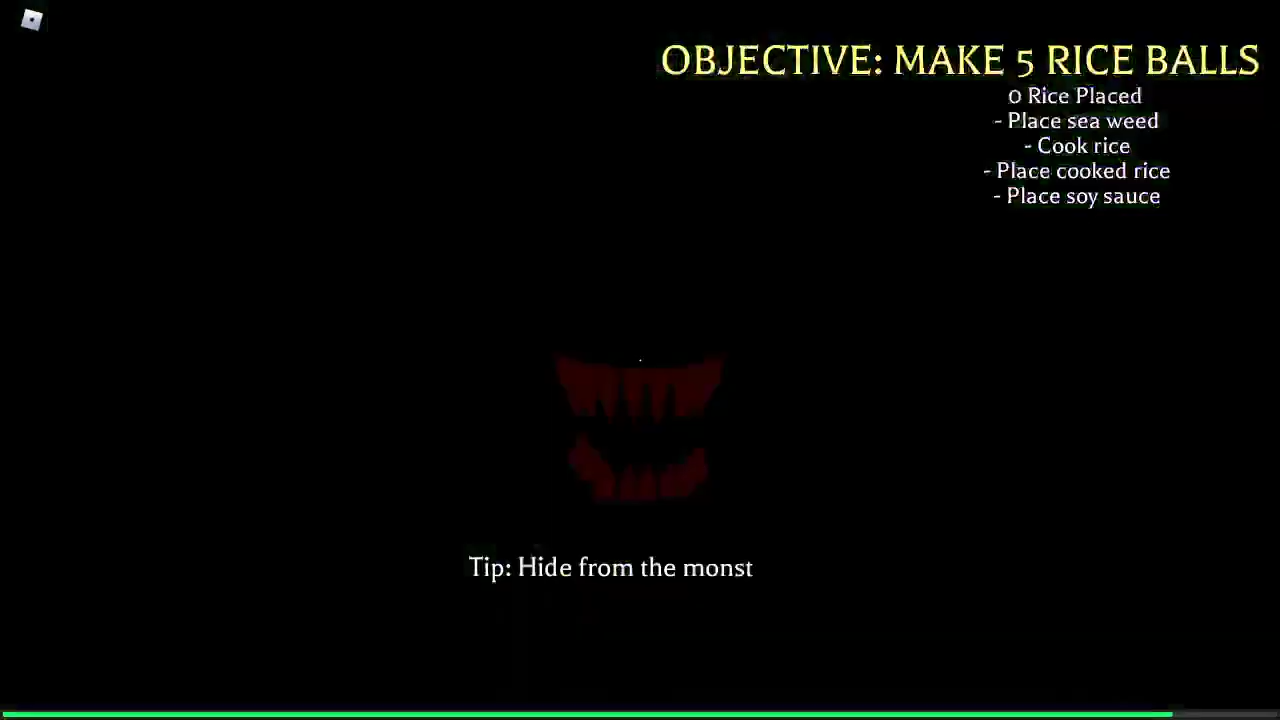 OBJECTIVE: MAKE 5 RICE BALLS
0 Rice Placed
- Place sea weed
- Cook rice
- Place cooked rice
- Place soy sauce
Tip: Hide from the monst